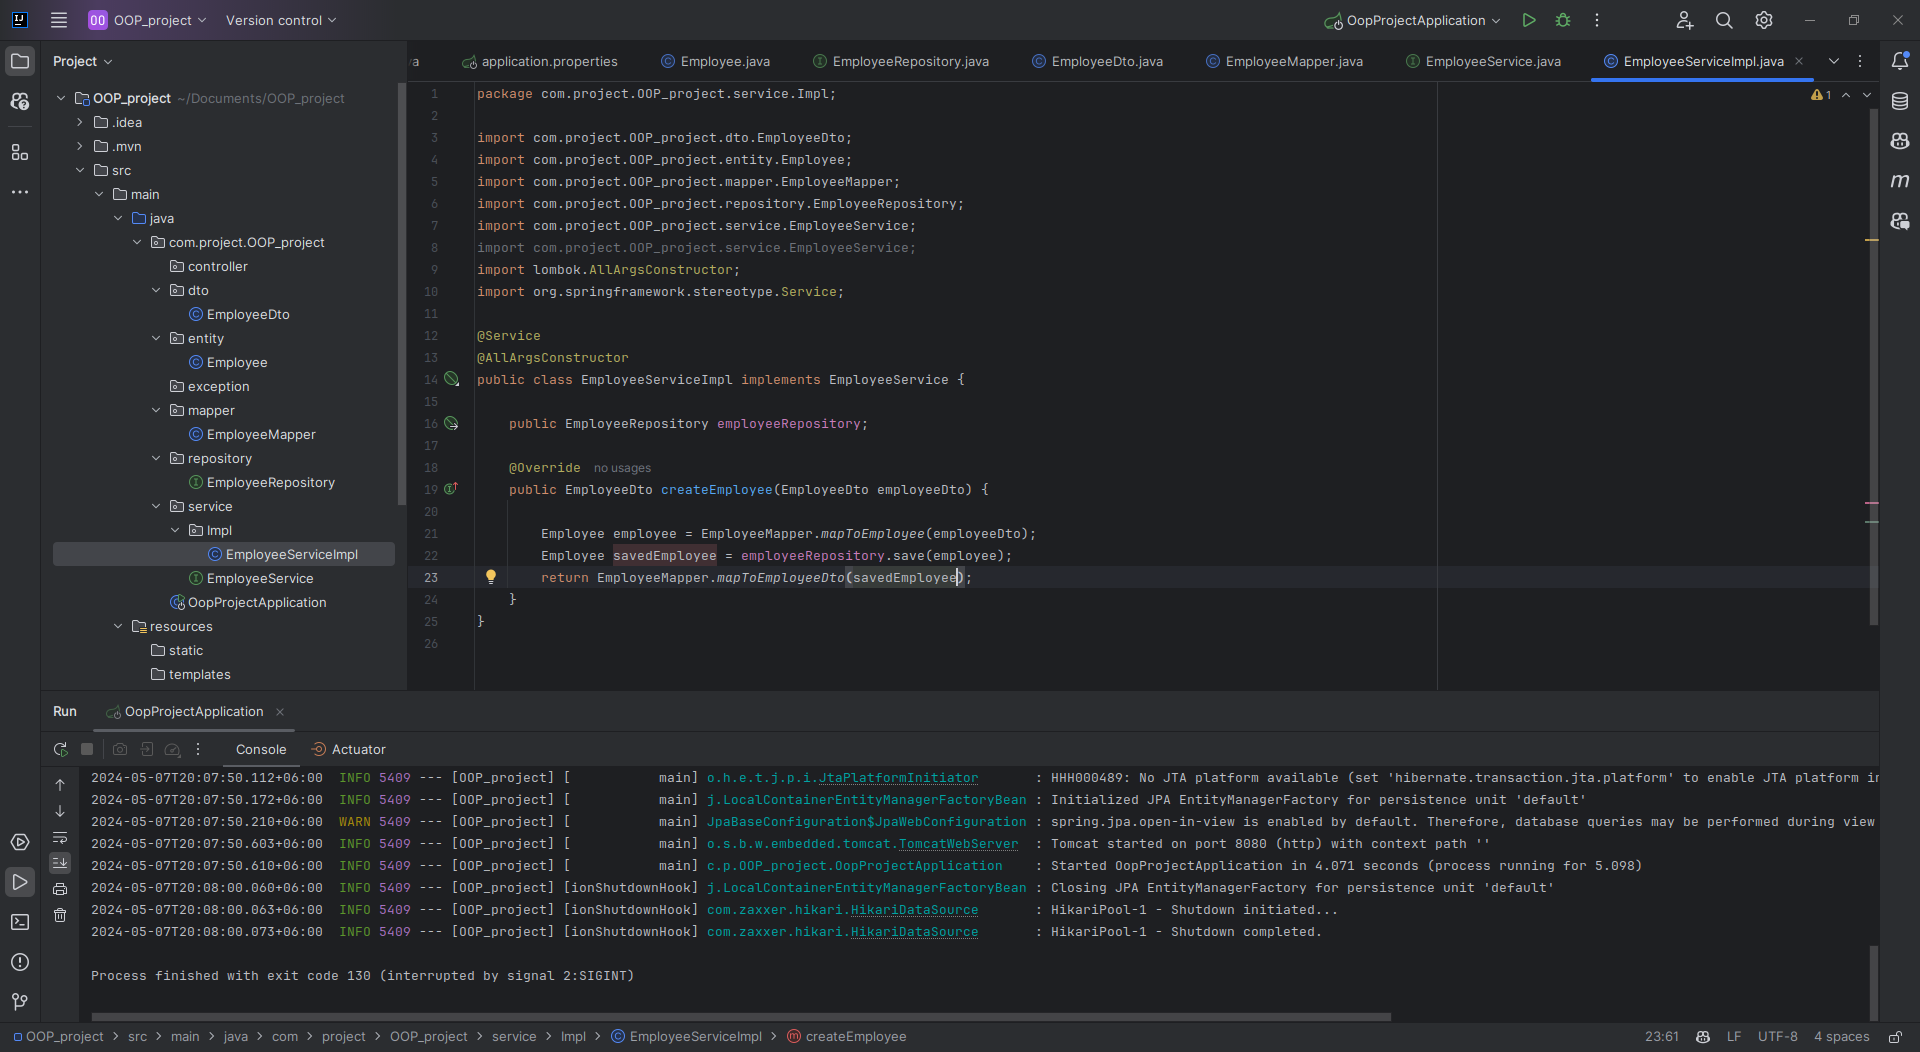 OO OOP_project Version control OopProjectApplication
Project
OOP_project ~/Documents/OOP_project
.idea
.mvn
src
main
java
com.project.OOP_project
controller
dto
EmployeeDto
entity
Employee
exception
mapper
EmployeeMapper
repository
EmployeeRepository
service
Impl
EmployeeServiceImpl
EmployeeService
OopProjectApplication
resources
static
templates
va application.properties Employee.java EmployeeRepository.java EmployeeDto.java EmployeeMapper.java EmployeeService.java EmployeeServiceImpl.java
1
1 package com.project.OOP_project.service.Impl;
2
3 import com.project.OOP_project.dto.EmployeeDto;
4 import com.project.OOP_project.entity.Employee;
5 import com.project.OOP_project.mapper.EmployeeMapper;
6 import com.project.OOP_project.repository.EmployeeRepository;
7 import com.project.OOP_project.service.EmployeeService;
8 import com.project.OOP_project.service.EmployeeService;
9 import lombok.AllArgsConstructor;
10 import org.springframework.stereotype.Service;
11
12 @Service
13 @AllArgsConstructor
14 public class EmployeeServiceImpl implements EmployeeService {
15
16 public EmployeeRepository employeeRepository;
17
18 @Override no usages
19 public EmployeeDto createEmployee(EmployeeDto employeeDto) {
20
21 Employee employee = EmployeeMapper.mapToEmployee(employeeDto);
22 Employee savedEmployee = employeeRepository.save(employee);
23 return EmployeeMapper.mapToEmployeeDto(savedEmployee);
24 }
25 }
26
Run OopProjectApplication
Console Actuator
2024-05-07T20:07:50.112+06:00 INFO 5409 --- [OOP_project] [ main] o.h.e.t.j.p.i.JtaPlatformInitiator : HHH000489: No JTA platform available (set 'hibernate.transaction.jta.platform' to enable JTA platform in
2024-05-07T20:07:50.172+06:00 INFO 5409 --- [OOP_project] [ main] j.LocalContainerEntityManagerFactoryBean : Initialized JPA EntityManagerFactory for persistence unit 'default'
2024-05-07T20:07:50.210+06:00 WARN 5409 --- [OOP_project] [ main] JpaBaseConfiguration$JpaWebConfiguration : spring.jpa.open-in-view is enabled by default. Therefore, database queries may be performed during view
2024-05-07T20:07:50.603+06:00 INFO 5409 --- [OOP_project] [ main] o.s.b.w.embedded.tomcat.TomcatWebServer : Tomcat started on port 8080 (http) with context path ''
2024-05-07T20:07:50.610+06:00 INFO 5409 --- [OOP_project] [ main] c.p.OOP_project.OopProjectApplication : Started OopProjectApplication in 4.071 seconds (process running for 5.098)
2024-05-07T20:08:00.060+06:00 INFO 5409 --- [OOP_project] [ionShutdownHook] j.LocalContainerEntityManagerFactoryBean : Closing JPA EntityManagerFactory for persistence unit 'default'
2024-05-07T20:08:00.063+06:00 INFO 5409 --- [OOP_project] [ionShutdownHook] com.zaxxer.hikari.HikariDataSource : HikariPool-1 - Shutdown initiated...
2024-05-07T20:08:00.073+06:00 INFO 5409 --- [OOP_project] [ionShutdownHook] com.zaxxer.hikari.HikariDataSource : HikariPool-1 - Shutdown completed.
Process finished with exit code 130 (interrupted by signal 2:SIGINT)
OOP_project > src > main > java > com > project > OOP_project > service > Impl > EmployeeServiceImpl > createEmployee 23:61 LF UTF-8 4 spaces